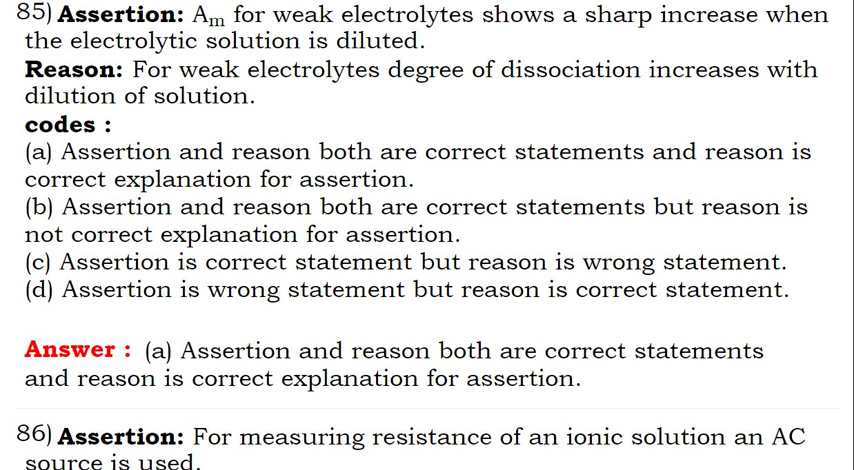 85) Assertion: Am for weak electrolytes shows a sharp increase when
the electrolytic solution is diluted.
Reason: For weak electrolytes degree of dissociation increases with
dilution of solution.
codes :
(a) Assertion and reason both are correct statements and reason is
correct explanation for assertion.
(b) Assertion and reason both are correct statements but reason is
not correct explanation for assertion.
(c) Assertion is correct statement but reason is wrong statement.
(d) Assertion is wrong statement but reason is correct statement.
Answer : (a) Assertion and reason both are correct statements
and reason is correct explanation for assertion.
86) Assertion: For measuring resistance of an ionic solution an AC
source is used.